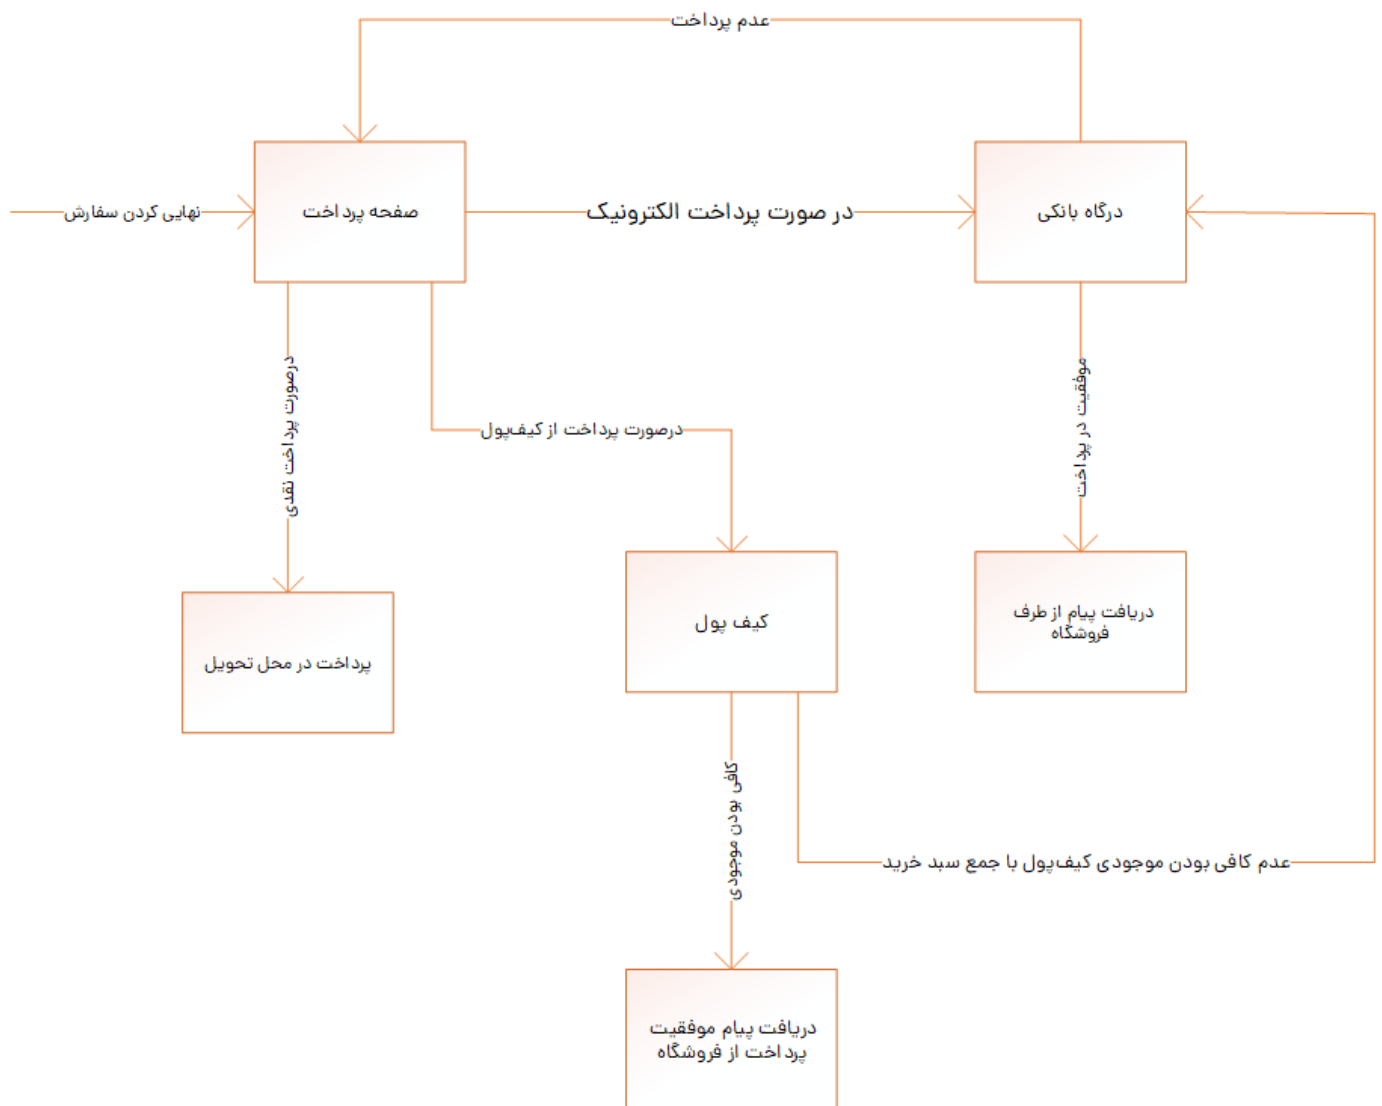 عدم پرداخت
نهایی کردن سفارش
صفحه پرداخت
در صورت پرداخت الکترونیک
درگاه بانکی
درصورت پرداخت نقدی
درصورت پرداخت از کیف‌پول
موفقیت در پرداخت
پرداخت در محل تحویل
کیف پول
دریافت پیام از طرف
فروشگاه
کافی بودن موجودی
عدم کافی بودن موجودی کیف‌پول با جمع سبد خرید
دریافت پیام موفقیت
پرداخت از فروشگاه